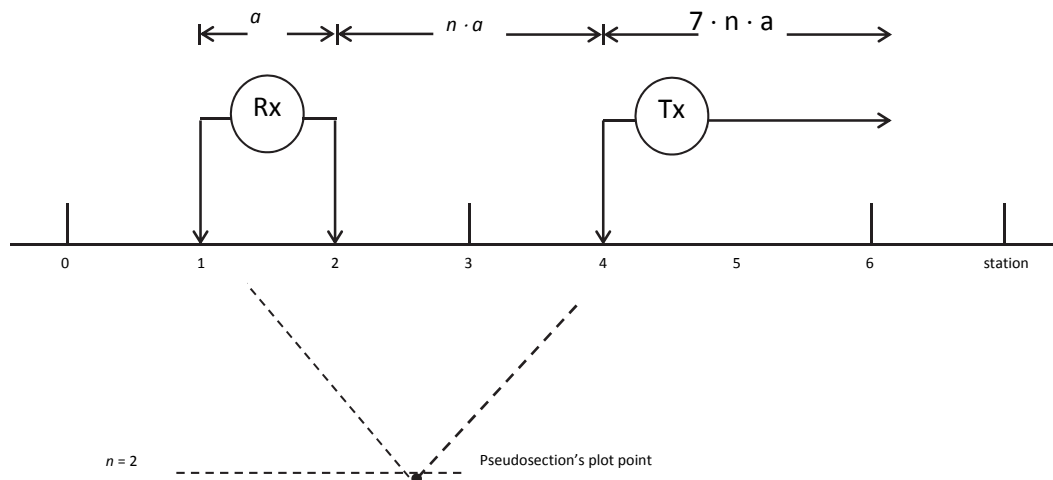 a n · a 7 · n · a
Rx Tx
0 1 2 3 4 5 6 station
n = 2 Pseudosection’s plot point